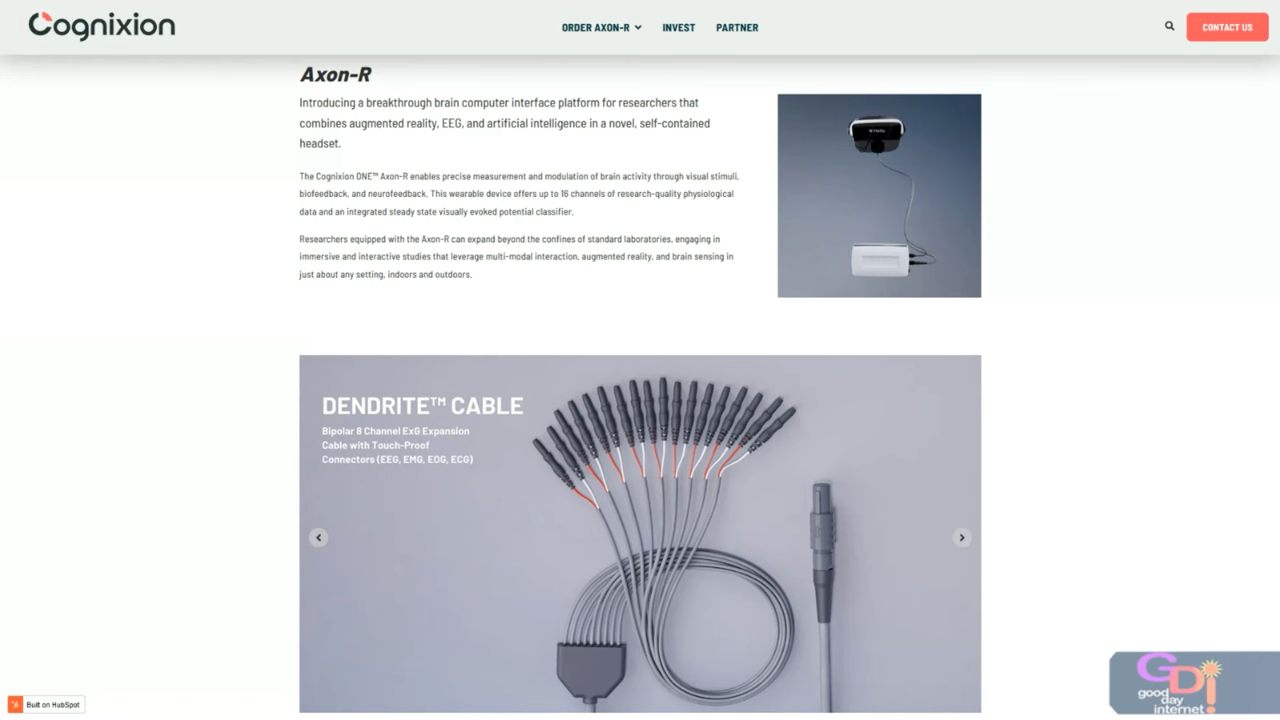 Cognixion
ORDER AXON-R
INVEST
PARTNER
CONTACT US
Axon-R
Introducing a breakthrough brain computer interface platform for researchers that
combines augmented reality, EEG, and artificial intelligence in a novel, self-contained
headset.
The Cognixion ONE™ Axon-R enables precise measurement and modulation of brain activity through visual stimuli,
biofeedback, and neurofeedback. This wearable device offers up to 16 channels of research-quality physiological
data and an integrated steady state visually evoked potential classifier.
Researchers equipped with the Axon-R can expand beyond the confines of standard laboratories, engaging in
immersive and interactive studies that leverage multi-modal interaction, augmented reality, and brain sensing in
just about any setting, indoors and outdoors.
DENDRITE™ CABLE
Bipolar 8 Channel ExG Expansion
Cable with Touch-Proof
Connectors (EEG, EMG, EOG, ECG)
Built on HubSpot
GDi
good
day
internet